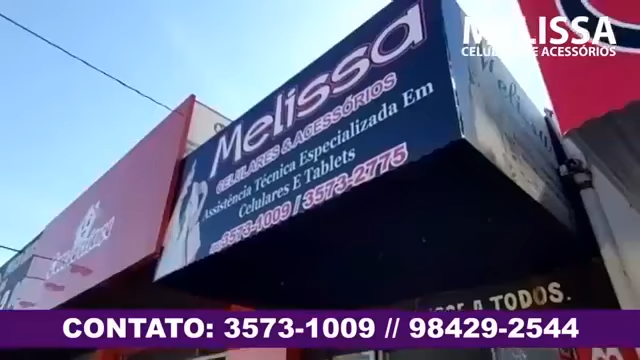 MELISSA
CELULARES E ACESSÓRIOS
Melissa
CELULARES & ACESSÓRIOS
Assistência Técnica Especializada Em
Celulares E Tablets
3573-1009 / 3573-2775
A TODOS.
CONTATO: 3573-1009 // 98429-2544